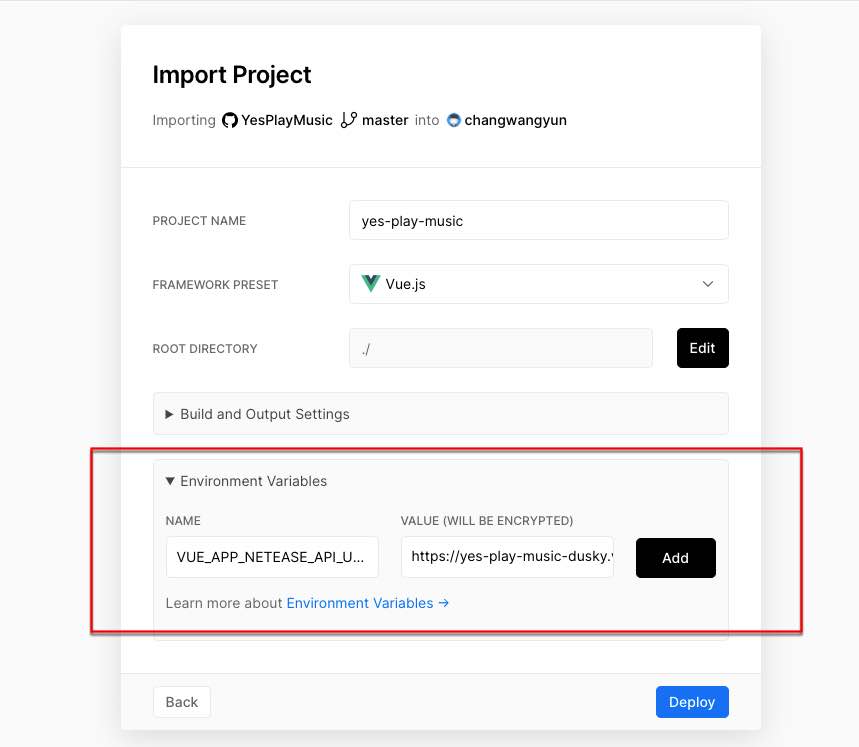 Import Project
Importing YesPlayMusic master into changwangyun
PROJECT NAME yes-play-music
FRAMEWORK PRESET Vue.js
ROOT DIRECTORY ./ Edit
Build and Output Settings
Environment Variables
NAME VALUE (WILL BE ENCRYPTED)
VUE_APP_NETEASE_API_U... https://yes-play-music-dusky.v Add
Learn more about Environment Variables →
Back Deploy